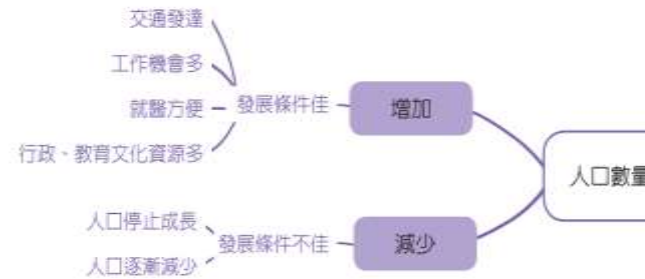 交通發達
工作機會多
就醫方便
行政、教育文化資源多
發展條件佳
增加
人口數量
人口停止成長
人口逐漸減少
發展條件不佳
減少